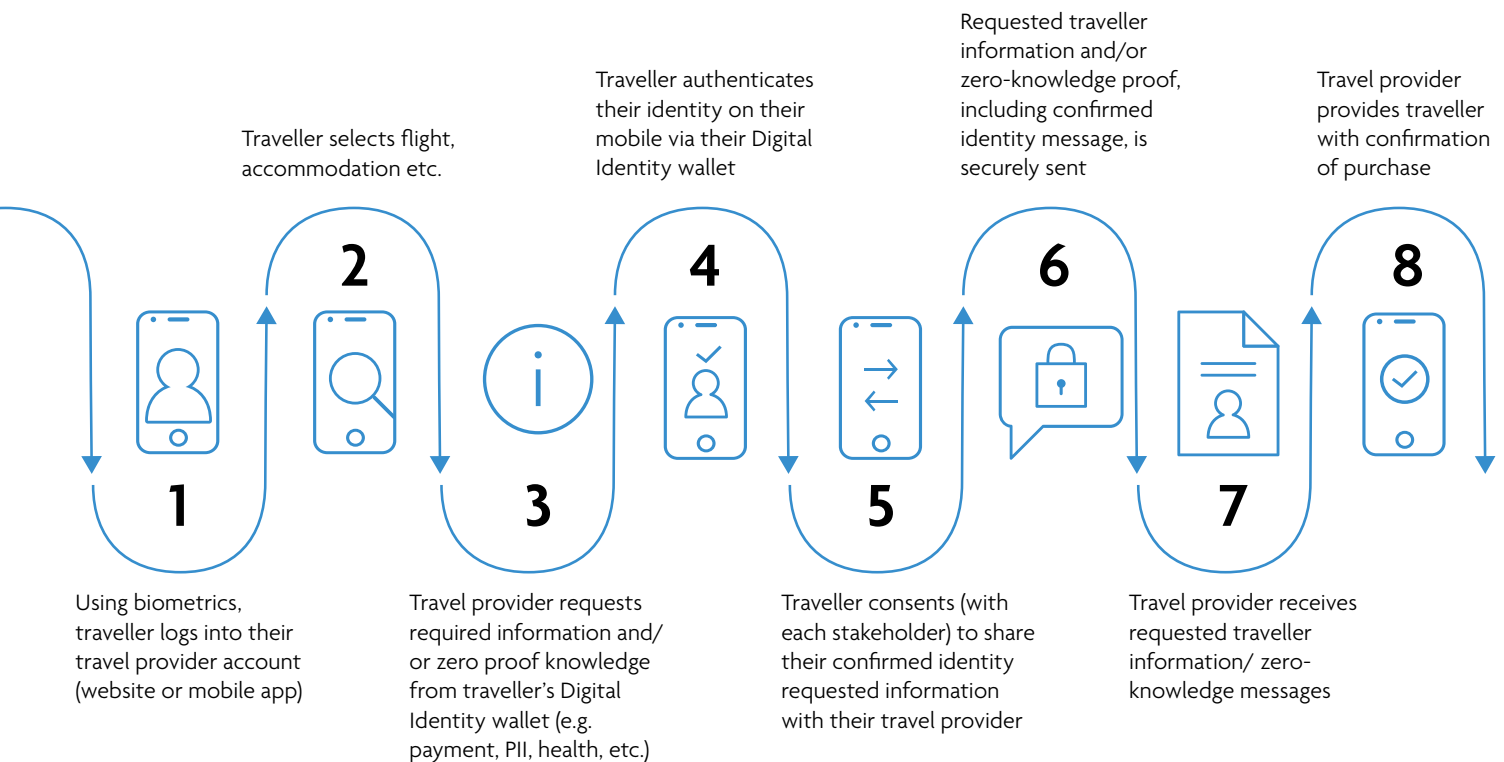 1
Using biometrics,
traveller logs into their
travel provider account
(website or mobile app)
Traveller selects flight,
accommodation etc.
2
3
Travel provider requests
required information and/
or zero proof knowledge
from traveller's Digital
Identity wallet (e.g.
payment, PII, health, etc.)
Traveller authenticates
their identity on their
mobile via their Digital
Identity wallet
4
5
Traveller consents (with
each stakeholder) to share
their confirmed identity
requested information
with their travel provider
Requested traveller
information and/or
zero-knowledge proof,
including confirmed
identity message, is
securely sent
6
7
Travel provider receives
requested traveller
information/ zero-
knowledge messages
Travel provider
provides traveller
with confirmation
of purchase
8